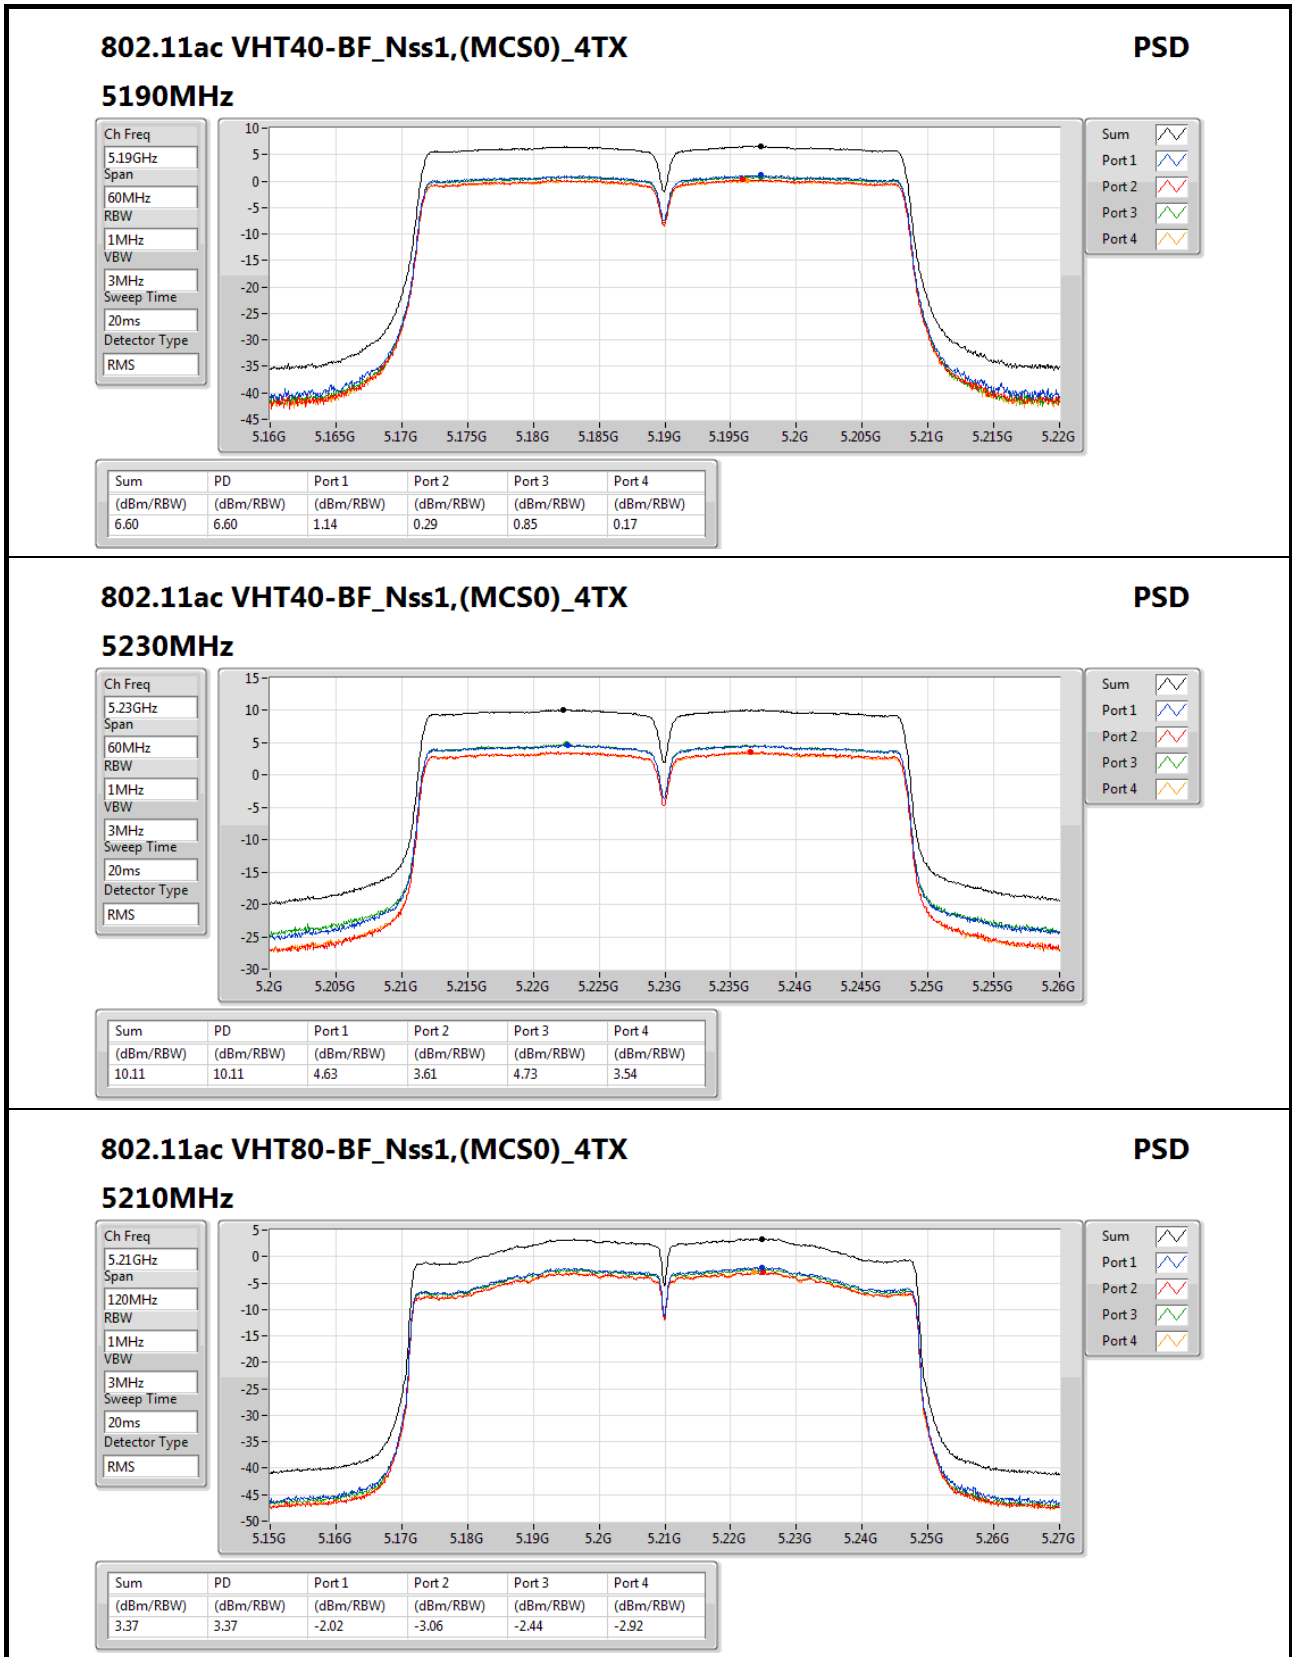 802.11ac VHT40-BF_Nss1,(MCS0)_4TX PSD
5190MHz
Ch Freq
5.19GHz
Span
60MHz
RBW
1MHz
VBW
3MHz
Sweep Time
20ms
Detector Type
RMS
10
5
0
-5
-10
-15
-20
-25
-30
-35
-40
-45
5.16G 5.165G 5.17G 5.175G 5.18G 5.185G 5.19G 5.195G 5.2G 5.205G 5.21G 5.215G 5.22G
Sum
Port 1
Port 2
Port 3
Port 4
Sum PD Port 1 Port 2 Port 3 Port 4
(dBm/RBW) (dBm/RBW) (dBm/RBW) (dBm/RBW) (dBm/RBW) (dBm/RBW)
6.60 6.60 1.14 0.29 0.85 0.17
802.11ac VHT40-BF_Nss1,(MCS0)_4TX PSD
5230MHz
Ch Freq
5.23GHz
Span
60MHz
RBW
1MHz
VBW
3MHz
Sweep Time
20ms
Detector Type
RMS
15
10
5
0
-5
-10
-15
-20
-25
-30
5.2G 5.205G 5.21G 5.215G 5.22G 5.225G 5.23G 5.235G 5.24G 5.245G 5.25G 5.255G 5.26G
Sum
Port 1
Port 2
Port 3
Port 4
Sum PD Port 1 Port 2 Port 3 Port 4
(dBm/RBW) (dBm/RBW) (dBm/RBW) (dBm/RBW) (dBm/RBW) (dBm/RBW)
10.11 10.11 4.63 3.61 4.73 3.54
802.11ac VHT80-BF_Nss1,(MCS0)_4TX PSD
5210MHz
Ch Freq
5.21GHz
Span
120MHz
RBW
1MHz
VBW
3MHz
Sweep Time
20ms
Detector Type
RMS
5
0
-5
-10
-15
-20
-25
-30
-35
-40
-45
-50
5.15G 5.16G 5.17G 5.18G 5.19G 5.2G 5.21G 5.22G 5.23G 5.24G 5.25G 5.26G 5.27G
Sum
Port 1
Port 2
Port 3
Port 4
Sum PD Port 1 Port 2 Port 3 Port 4
(dBm/RBW) (dBm/RBW) (dBm/RBW) (dBm/RBW) (dBm/RBW) (dBm/RBW)
3.37 3.37 -2.02 -3.06 -2.44 -2.92